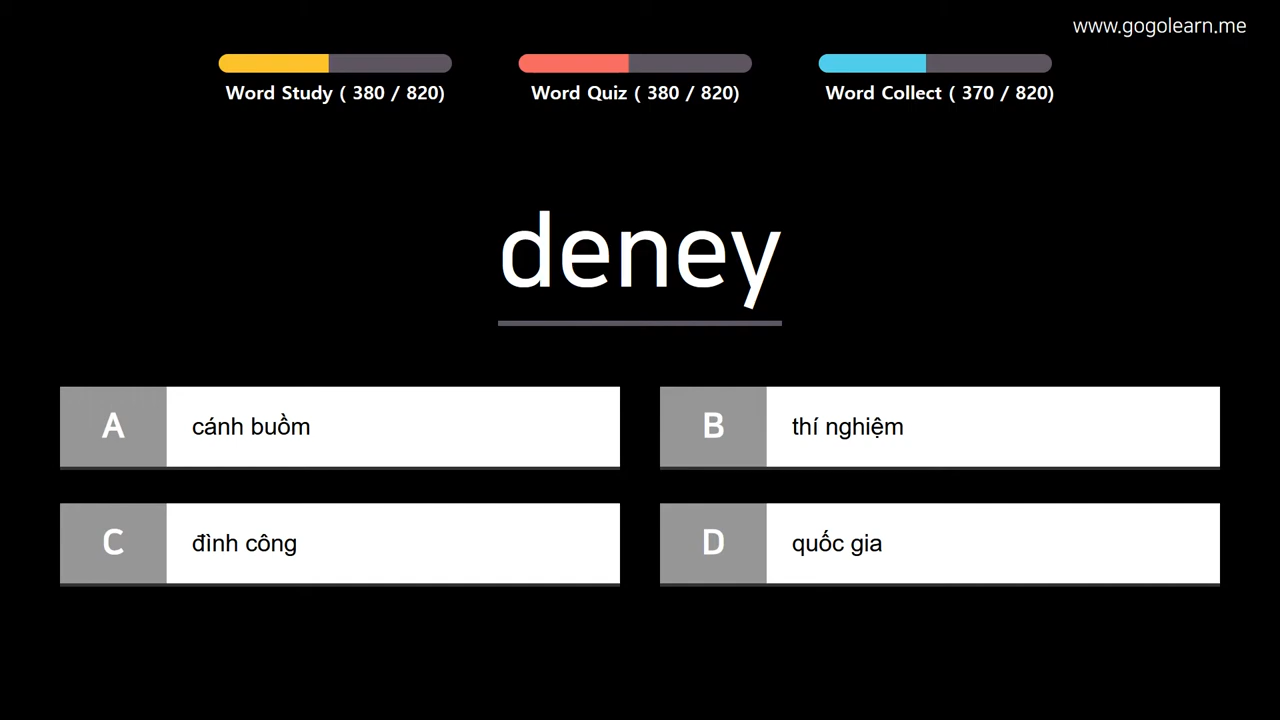 www.gogolearn.me
Word Study ( 380 / 820)
Word Quiz ( 380 / 820)
Word Collect ( 370 / 820)
deney
A cánh buồm
B thí nghiệm
C đình công
D quốc gia